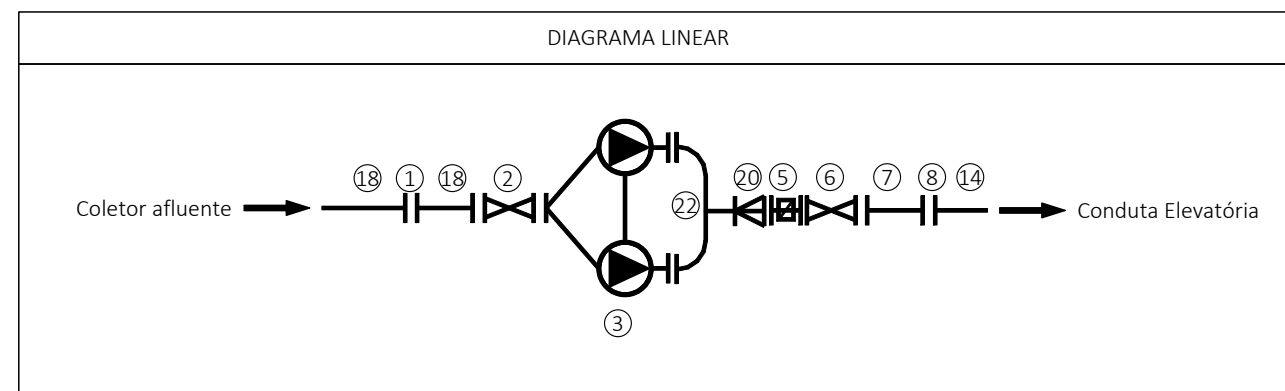 DIAGRAMA LINEAR
18 1 18 2 20 5 6 7 8 14
Coletor afluente 22 Conduta Elevatória
3